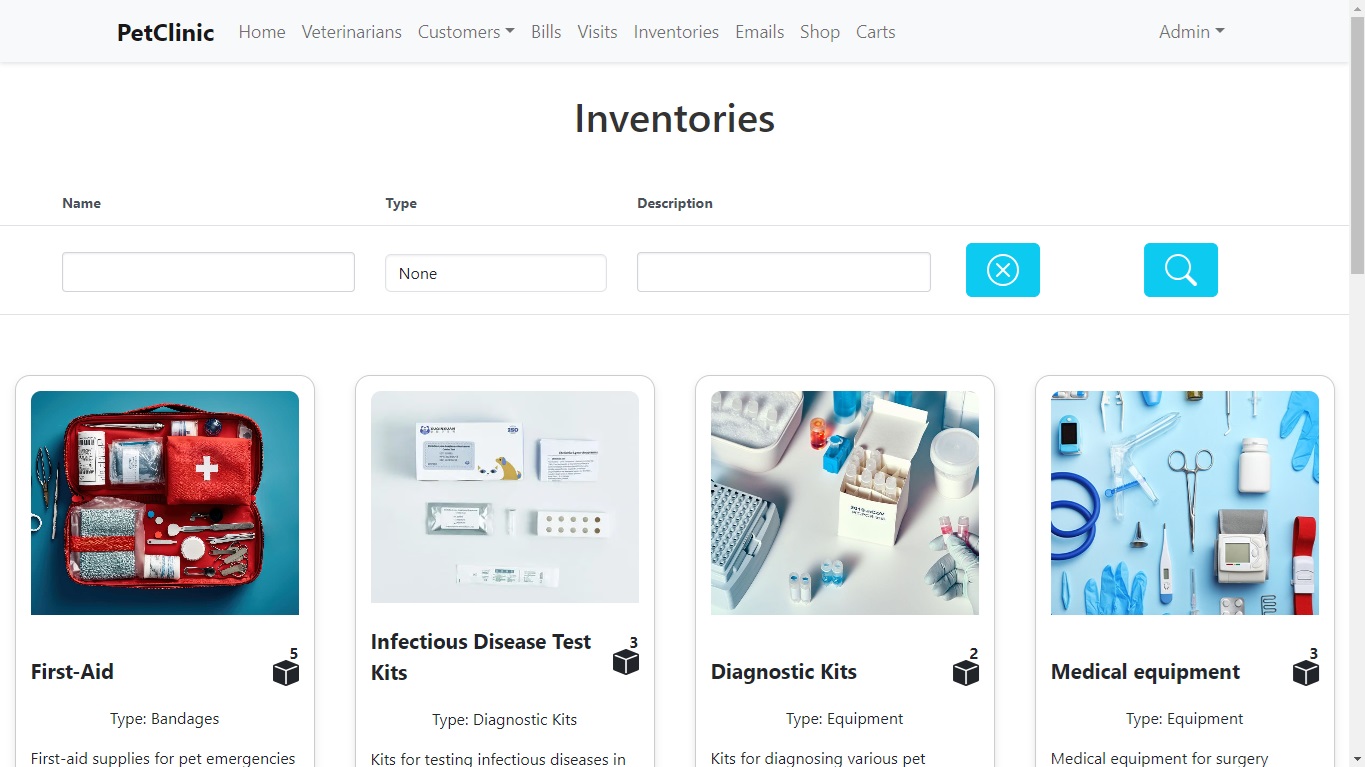 PetClinic Home Veterinarians Customers Bills Visits Inventories Emails Shop Carts Admin
Inventories
Name Type Description
None
ISO
First-Aid 5
Infectious Disease Test
Kits 3
Diagnostic Kits 2
Medical equipment 3
Type: Bandages
Type: Diagnostic Kits
Type: Equipment
Type: Equipment
First-aid supplies for pet emergencies
Kits for testing infectious diseases in
Kits for diagnosing various pet
Medical equipment for surgery